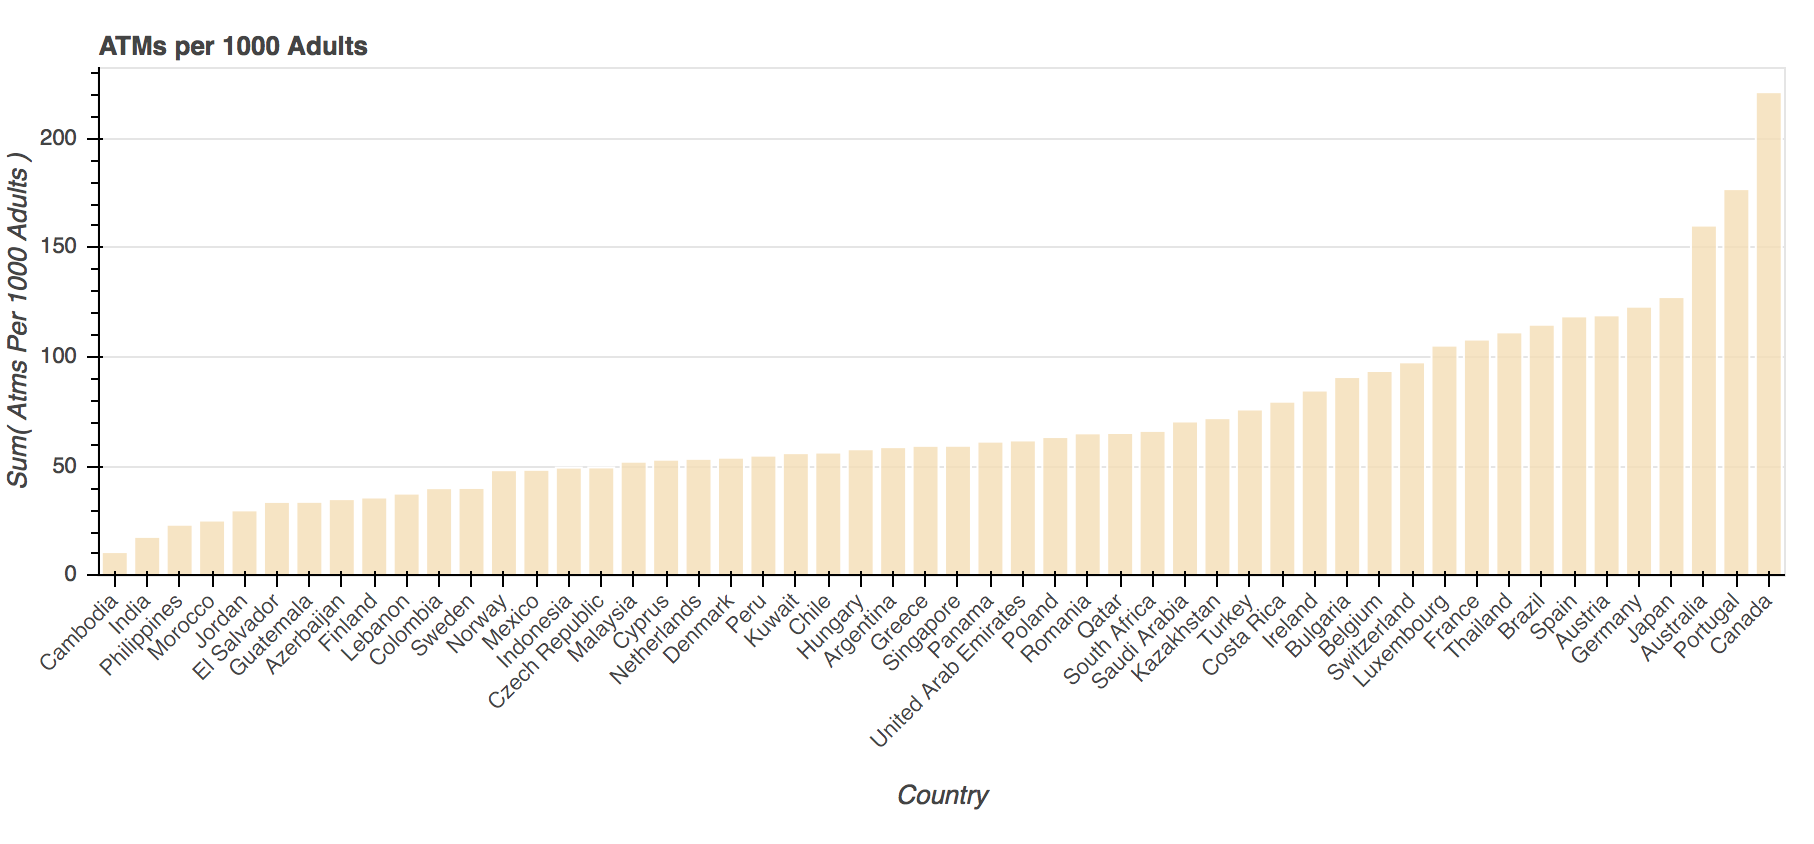 ATMs per 1000 Adults
Sum( Atms Per 1000 Adults )
200
150
100
50
0
Cambodia
India
Philippines
Morocco
Jordan
El Salvador
Guatemala
Azerbaijan
Finland
Lebanon
Colombia
Sweden
Norway
Mexico
Indonesia
Czech Republic
Malaysia
Cyprus
Netherlands
Denmark
Peru
Kuwait
Chile
Hungary
Argentina
Greece
Singapore
Panama
United Arab Emirates
Poland
Romania
Qatar
South Africa
Saudi Arabia
Kazakhstan
Turkey
Costa Rica
Ireland
Bulgaria
Belgium
Switzerland
Luxembourg
France
Thailand
Brazil
Spain
Austria
Germany
Japan
Australia
Portugal
Canada
Country